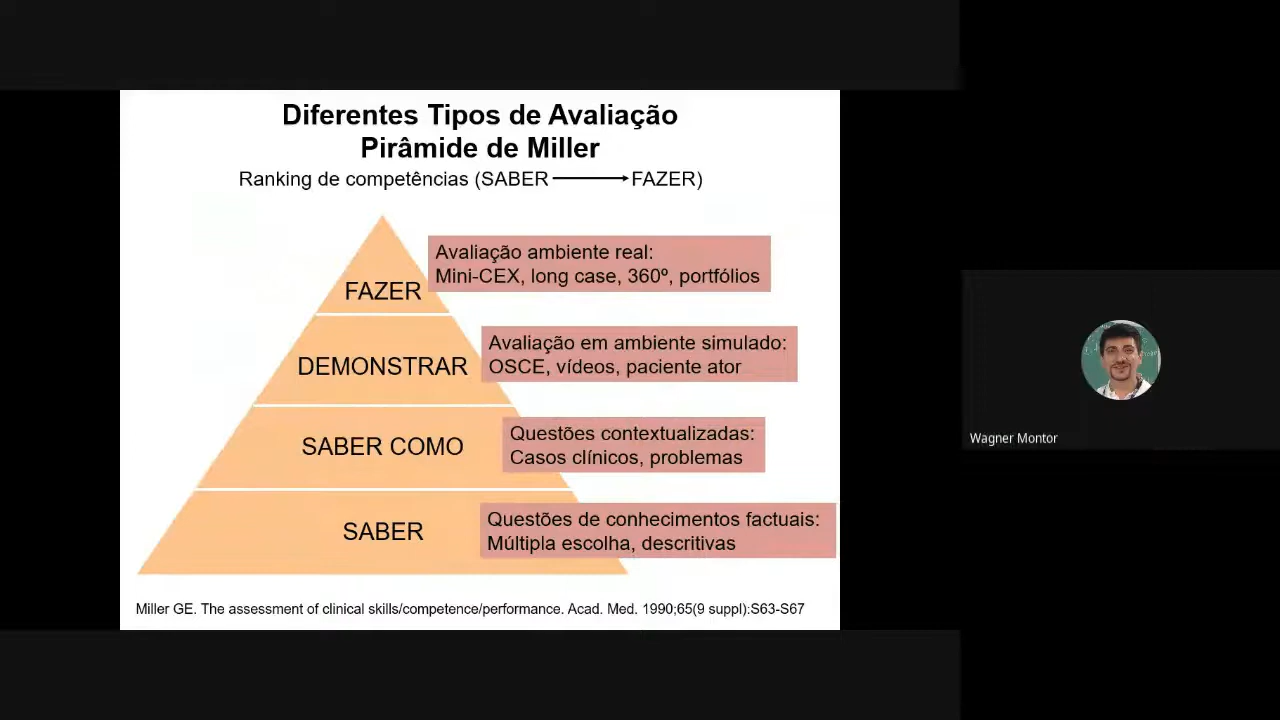 Diferentes Tipos de Avaliação
Pirâmide de Miller
Ranking de competências (SABER FAZER)
Avaliação ambiente real:
Mini-CEX, long case, 360º, portfólios
FAZER
Avaliação em ambiente simulado:
OSCE, vídeos, paciente ator
DEMONSTRAR
Questões contextualizadas:
Casos clínicos, problemas
SABER COMO
Questões de conhecimentos factuais:
Múltipla escolha, descritivas
SABER
Miller GE. The assessment of clinical skills/competence/performance. Acad. Med. 1990;65(9 suppl):S63-S67
Wagner Montor